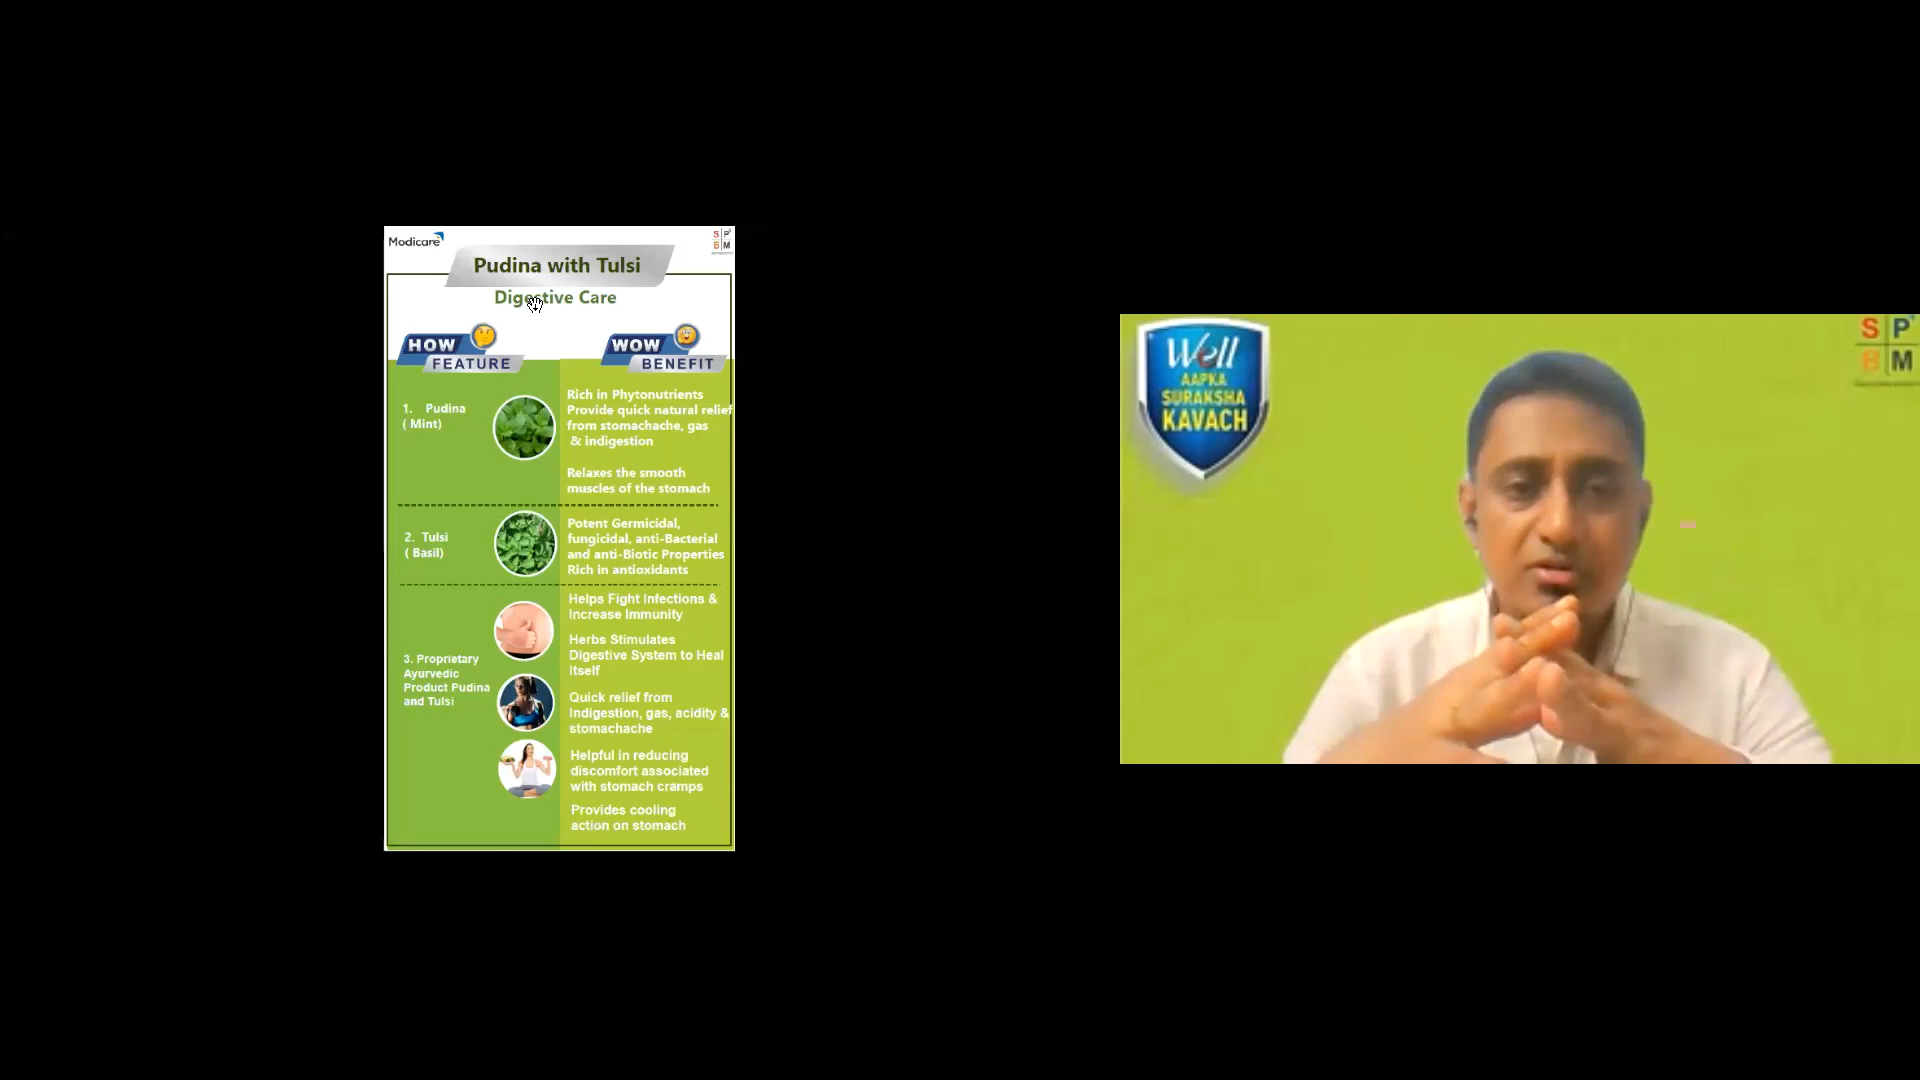 Modicare
S P
B M
Pudina with Tulsi
Digestive Care
HOW
FEATURE
WOW
BENEFIT
1. Pudina
( Mint)
Rich in Phytonutrients
Provide quick natural relief
from stomachache, gas
& indigestion
Relaxes the smooth
muscles of the stomach
2. Tulsi
( Basil)
Potent Germicidal,
fungicidal, anti-Bacterial
and anti-Biotic Properties
Rich in antioxidants
3. Proprietary
Ayurvedic
Product Pudina
and Tulsi
Helps Fight Infections &
Increase Immunity
Herbs Stimulates
Digestive System to Heal
Itself
Quick relief from
Indigestion, gas, acidity &
stomachache
Helpful in reducing
discomfort associated
with stomach cramps
Provides cooling
action on stomach
Well
AAPKA
SURAKSHA
KAVACH
S P
B M